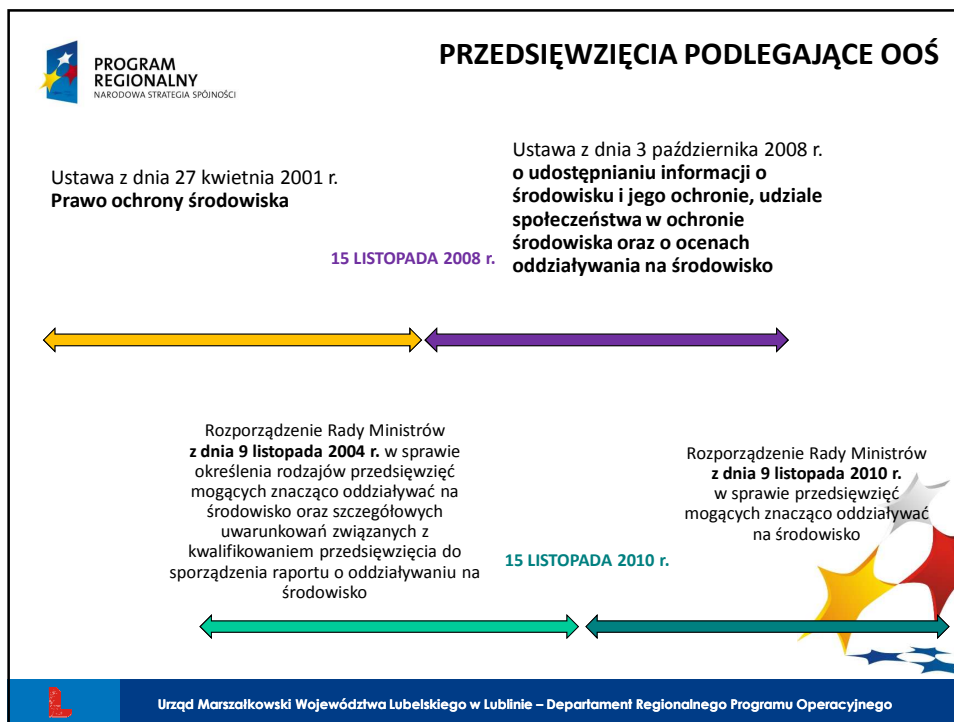 PROGRAM
REGIONALNY
NARODOWA STRATEGIA SPÓJNOŚCI
PRZEDSIĘWZIĘCIA PODLEGAJĄCE OOŚ
Ustawa z dnia 27 kwietnia 2001 r.
Prawo ochrony środowiska
Ustawa z dnia 3 października 2008 r.
o udostępnianiu informacji o
środowisku i jego ochronie, udziale
społeczeństwa w ochronie
środowiska oraz o ocenach
oddziaływania na środowisko
15 LISTOPADA 2008 r.
Rozporządzenie Rady Ministrów
z dnia 9 listopada 2004 r. w sprawie
określenia rodzajów przedsięwzięć
mogących znacząco oddziaływać na
środowisko oraz szczegółowych
uwarunkowań związanych z
kwalifikowaniem przedsięwzięcia do
sporządzenia raportu o oddziaływaniu na
środowisko
15 LISTOPADA 2010 r.
Rozporządzenie Rady Ministrów
z dnia 9 listopada 2010 r.
w sprawie przedsięwzięć
mogących znacząco oddziaływać
na środowisko
Urząd Marszałkowski Województwa Lubelskiego w Lublinie – Departament Regionalnego Programu Operacyjnego